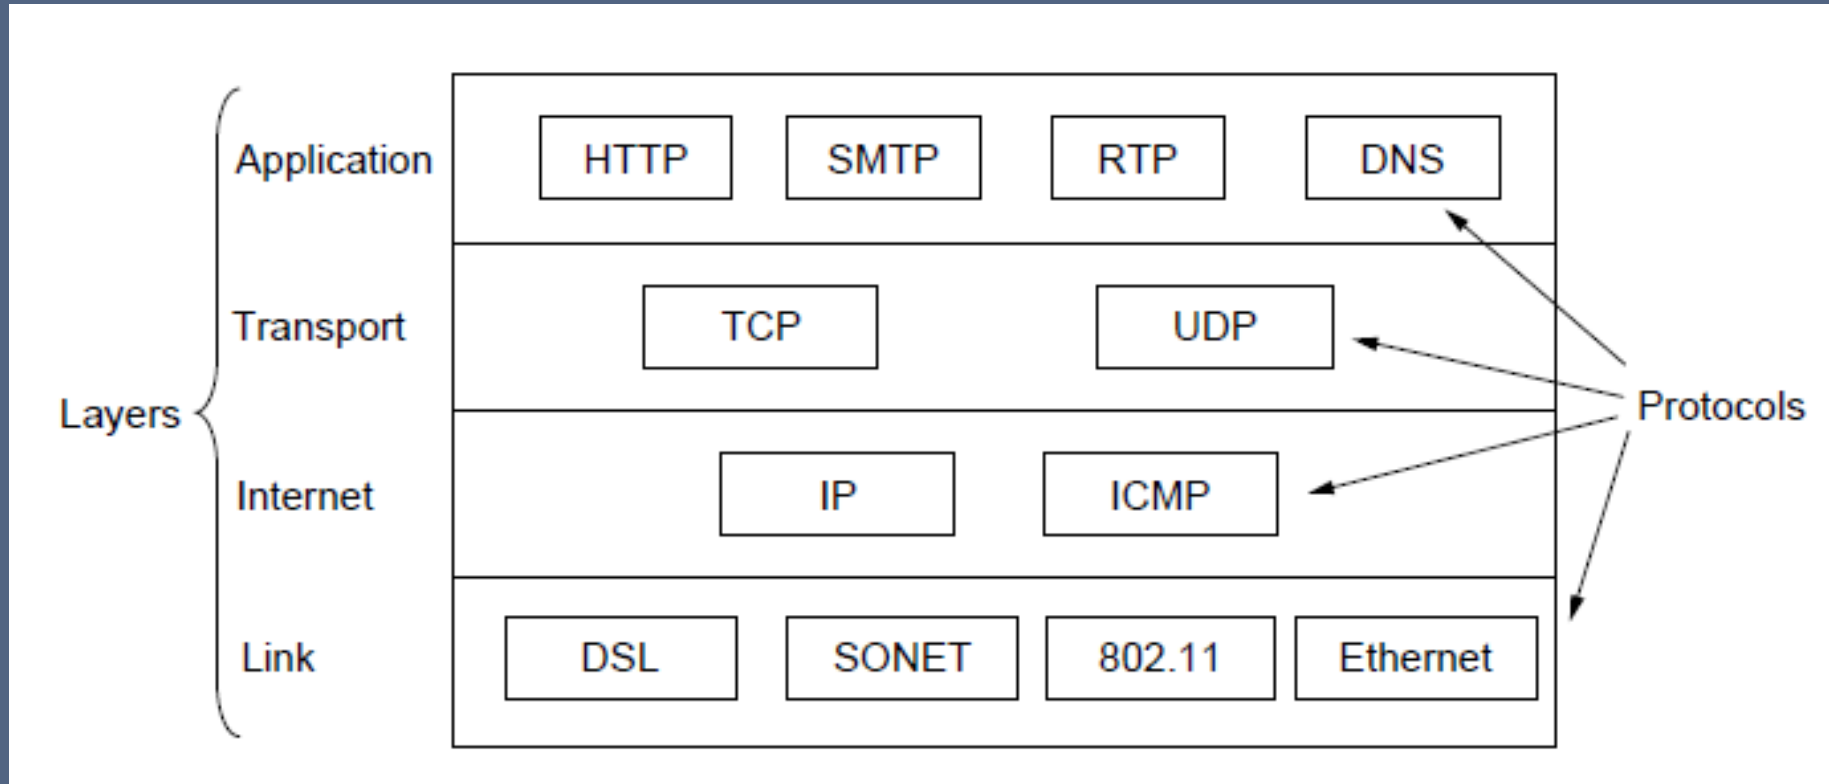 Application HTTP SMTP RTP DNS
Transport TCP UDP
Layers Protocols
Internet IP ICMP
Link DSL SONET 802.11 Ethernet